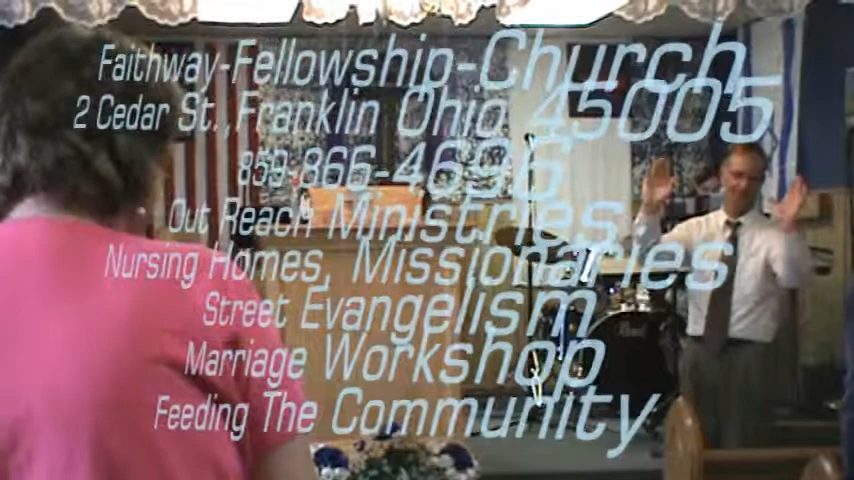 Faithway-Fellowship-Church
2 Cedar St., Franklin Ohio 45005
859-866-4696
Out Reach Ministries
Nursing Homes, Missionaries
Street Evangelism
Marriage Workshop
Feeding The Community